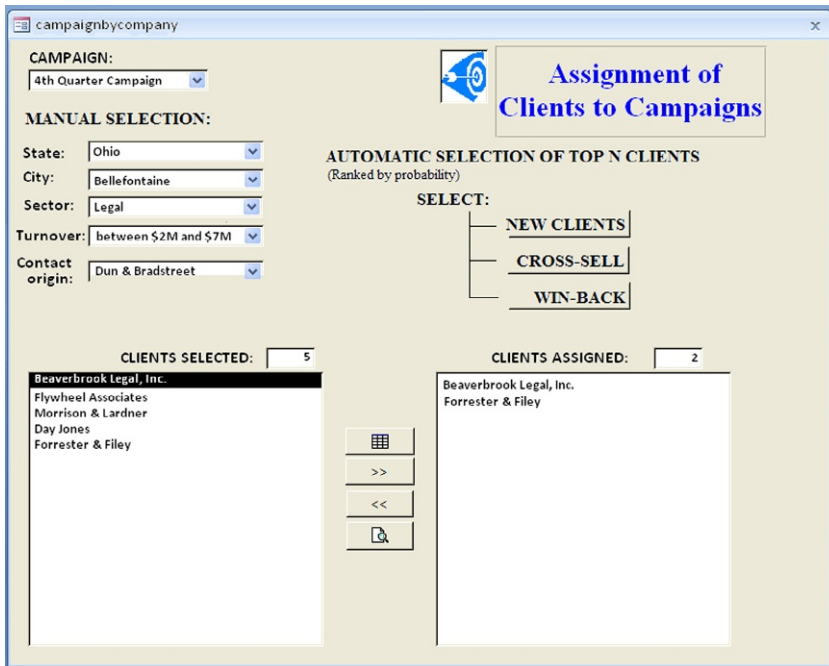 campaignbycompany
CAMPAIGN:
4th Quarter Campaign
Assignment of
Clients to Campaigns
MANUAL SELECTION:
State: Ohio
City: Bellefontaine
Sector: Legal
Turnover: between $2M and $7M
Contact
origin: Dun & Bradstreet
AUTOMATIC SELECTION OF TOP N CLIENTS
(Ranked by probability)
SELECT:
NEW CLIENTS
CROSS-SELL
WIN-BACK
CLIENTS SELECTED: 5
Beaverbrook Legal, Inc.
Flywheel Associates
Morrison & Lardner
Day Jones
Forrester & Filey
>>
<<
CLIENTS ASSIGNED: 2
Beaverbrook Legal, Inc.
Forrester & Filey